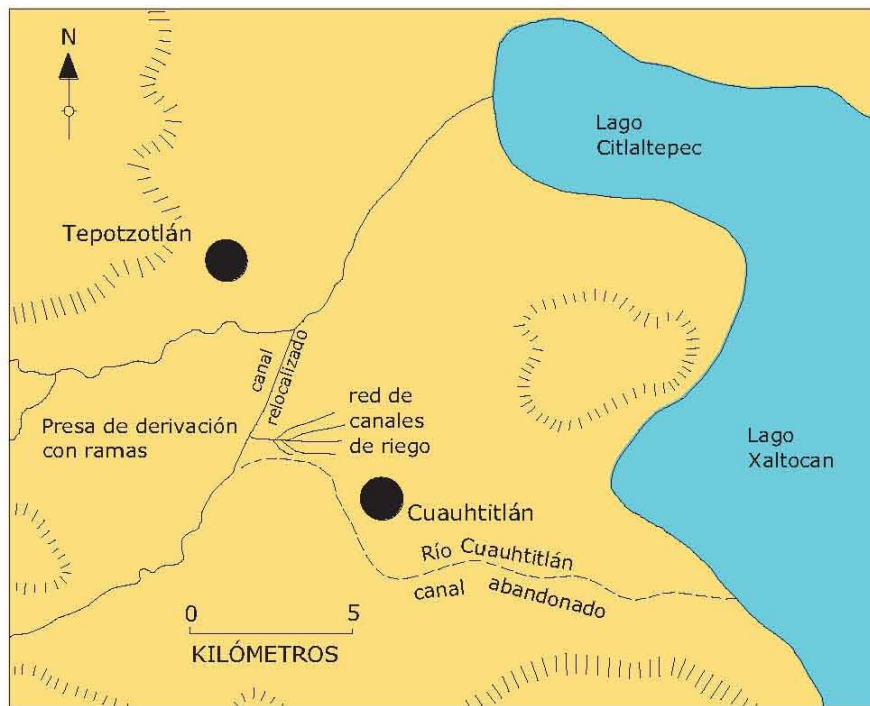 N
Lago
Citlaltepec
Tepotzotlán
canal
relocalizado
red de
canales
de riego
Presa de derivación
con ramas
Lago
Xaltocan
Cuauhtitlán
Río Cuauhtitlán
canal abandonado
0 5
KILÓMETROS